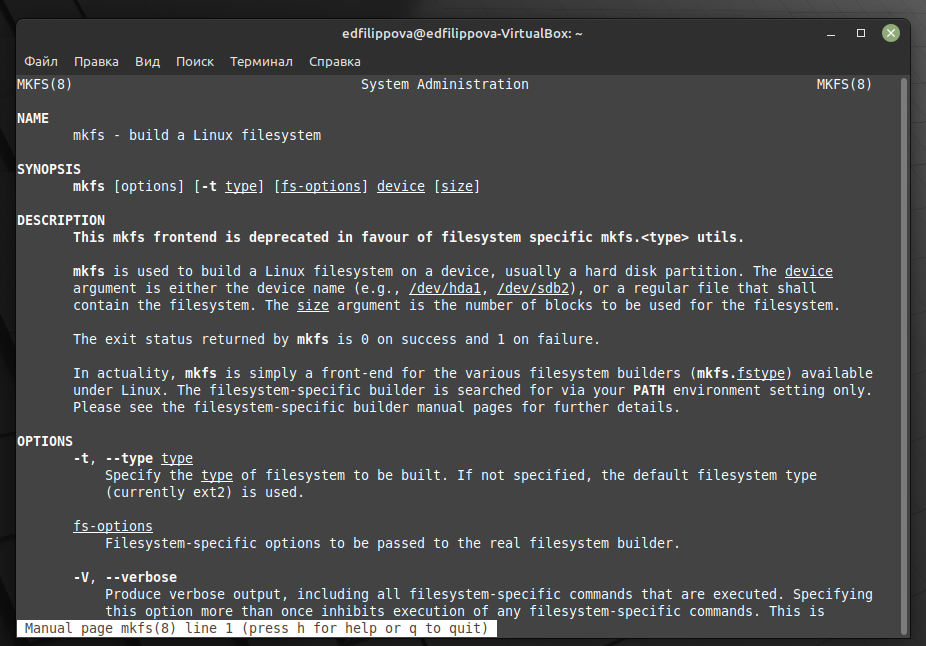 edfilippova@edfilippova-VirtualBox: ~
Файл Правка Вид Поиск Терминал Справка
MKFS(8) System Administration MKFS(8)
NAME
mkfs - build a Linux filesystem
SYNOPSIS
mkfs [options] [-t type] [fs-options] device [size]
DESCRIPTION
This mkfs frontend is deprecated in favour of filesystem specific mkfs.<type> utils.
mkfs is used to build a Linux filesystem on a device, usually a hard disk partition. The device
argument is either the device name (e.g., /dev/hda1, /dev/sdb2), or a regular file that shall
contain the filesystem. The size argument is the number of blocks to be used for the filesystem.
The exit status returned by mkfs is 0 on success and 1 on failure.
In actuality, mkfs is simply a front-end for the various filesystem builders (mkfs.fstype) available
under Linux. The filesystem-specific builder is searched for via your PATH environment setting only.
Please see the filesystem-specific builder manual pages for further details.
OPTIONS
-t, --type type
Specify the type of filesystem to be built. If not specified, the default filesystem type
(currently ext2) is used.
fs-options
Filesystem-specific options to be passed to the real filesystem builder.
-V, --verbose
Produce verbose output, including all filesystem-specific commands that are executed. Specifying
this option more than once inhibits execution of any filesystem-specific commands. This is
Manual page mkfs(8) line 1 (press h for help or q to quit)